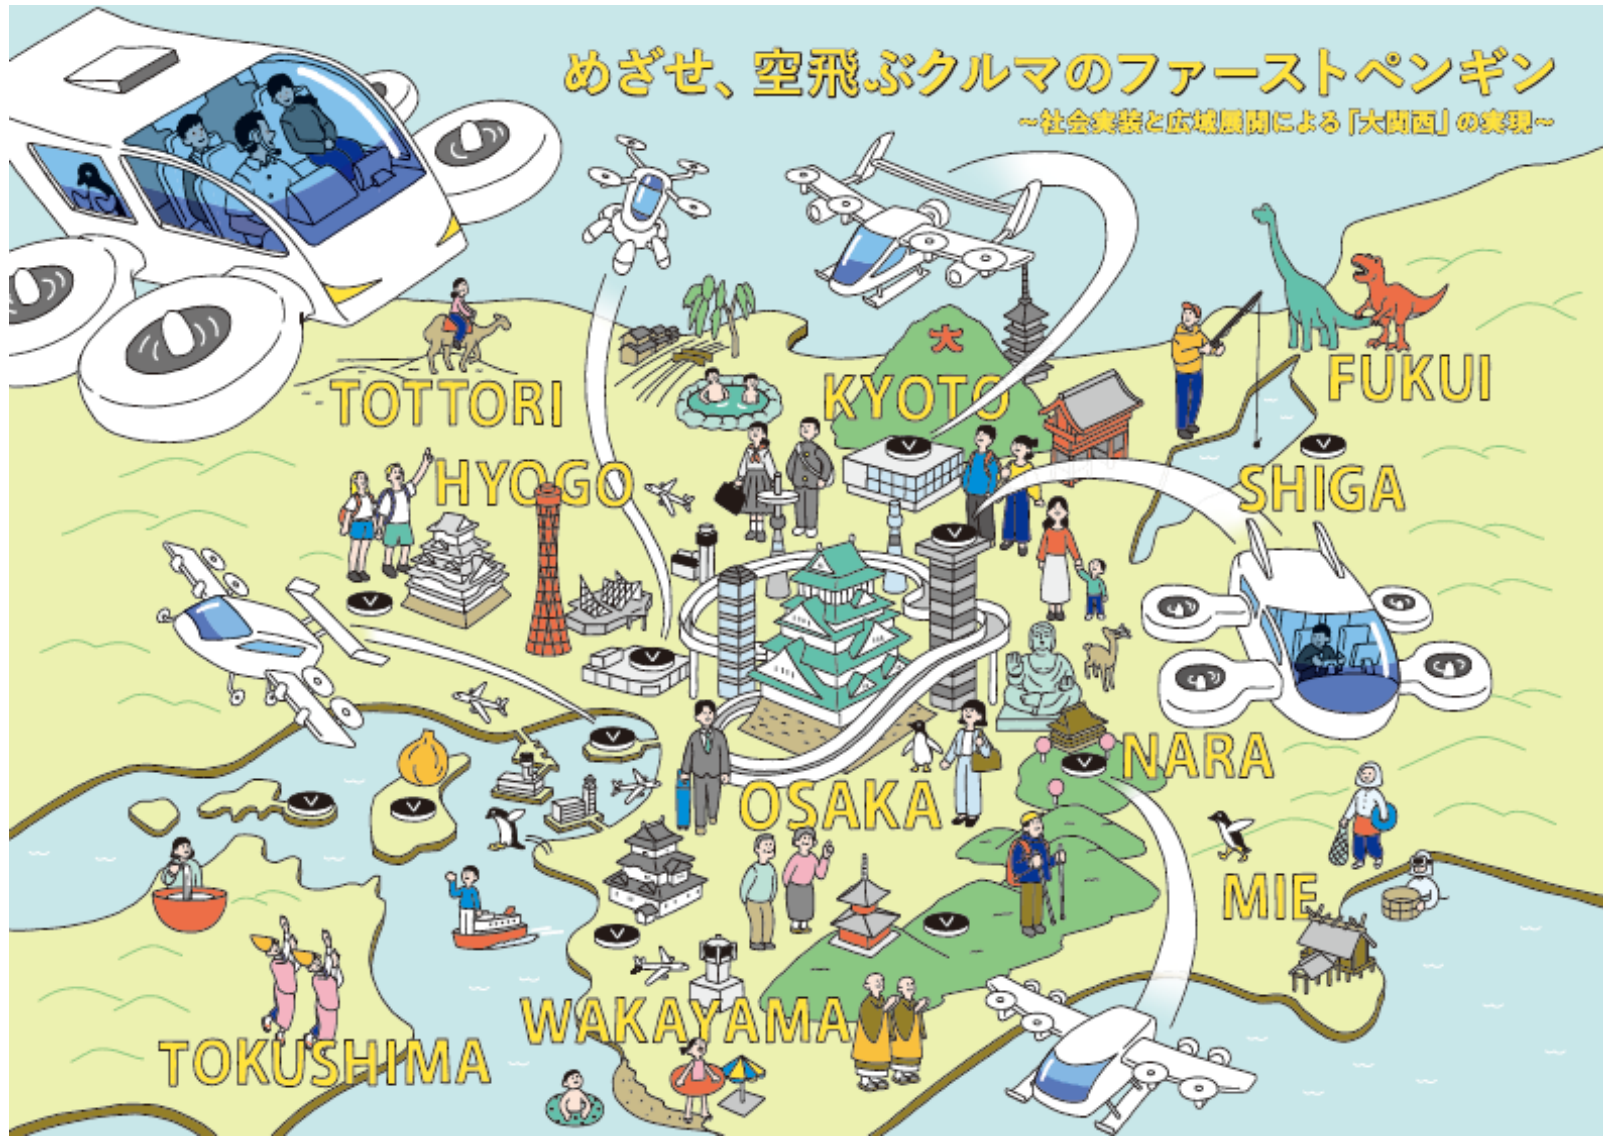 めざせ、空飛ぶクルマのファーストペンギン
～社会実装と広域展開による「大関西」の実現～
大
TOTTORI
KYOTO
FUKUI
HYOGO
SHIGA
V
V
V
V
V
V
NARA
V
V
V
OSAKA
MIE
V
V
WAKAYAMA
TOKUSHIMA